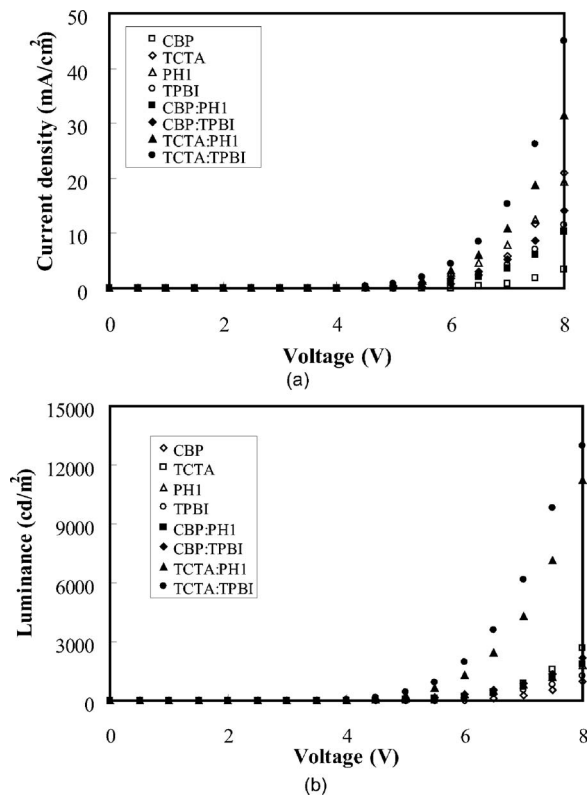 50
40
30
20
10
0
Current density (mA/cm²)
CBP
TCTA
PH1
TPBI
CBP:PH1
CBP:TPBI
TCTA:PH1
TCTA:TPBI
0 2 4 6 8
Voltage (V)
(a)
15000
12000
9000
6000
3000
0
Luminance (cd/m²)
CBP
TCTA
PH1
TPBI
CBP:PH1
CBP:TPBI
TCTA:PH1
TCTA:TPBI
0 2 4 6 8
Voltage (V)
(b)